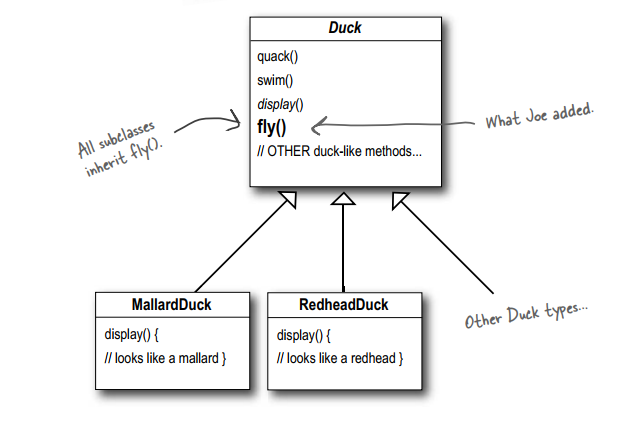 Duck
quack()
swim()
display()
fly()
// OTHER duck-like methods...
All subclasses
inherit fly().
What Joe added.
MallardDuck
display() {
// looks like a mallard }
RedheadDuck
display() {
// looks like a redhead }
Other Duck types...